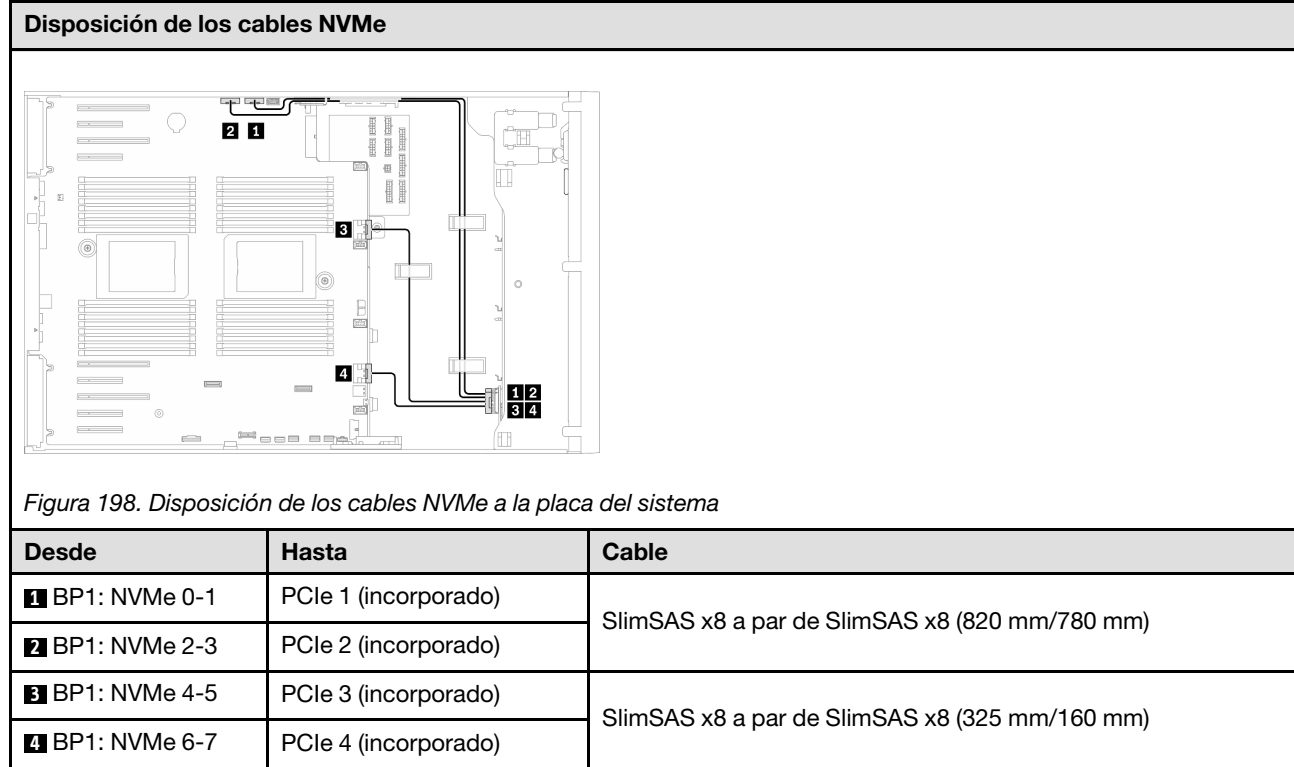 Disposición de los cables NVMe
2 1
3
4
1 2
3 4
Figura 198. Disposición de los cables NVMe a la placa del sistema
Desde Hasta Cable
1 BP1: NVMe 0-1 PCIe 1 (incorporado)
SlimSAS x8 a par de SlimSAS x8 (820 mm/780 mm)
2 BP1: NVMe 2-3 PCIe 2 (incorporado)
3 BP1: NVMe 4-5 PCIe 3 (incorporado)
SlimSAS x8 a par de SlimSAS x8 (325 mm/160 mm)
4 BP1: NVMe 6-7 PCIe 4 (incorporado)